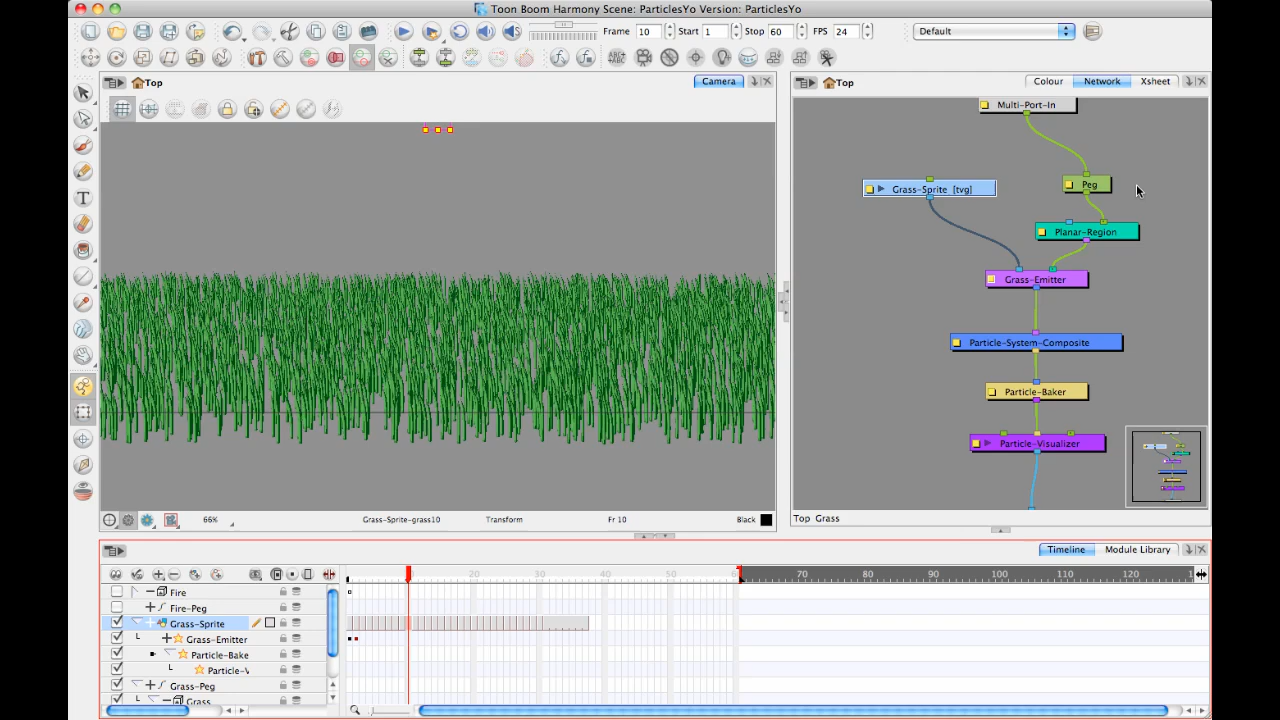 Toon Boom Harmony Scene: ParticlesYo Version: ParticlesYo
Frame 10 Start 1 Stop 60 FPS 24 Default
Top Camera
Top Colour Network Xsheet
Multi-Port-In
Grass-Sprite [tvg]
Peg
Planar-Region
Grass-Emitter
Particle-System-Composite
Particle-Baker
Particle-Visualizer
66% Grass-Sprite-grass10 Transform Fr 10 Black
Top Grass
Timeline Module Library
20 30 40 50 70 80 90 100 110 120
Fire
Fire-Peg
Grass-Sprite
Grass-Emitter
Particle-Bake
Particle-V
Grass-Peg
Grass